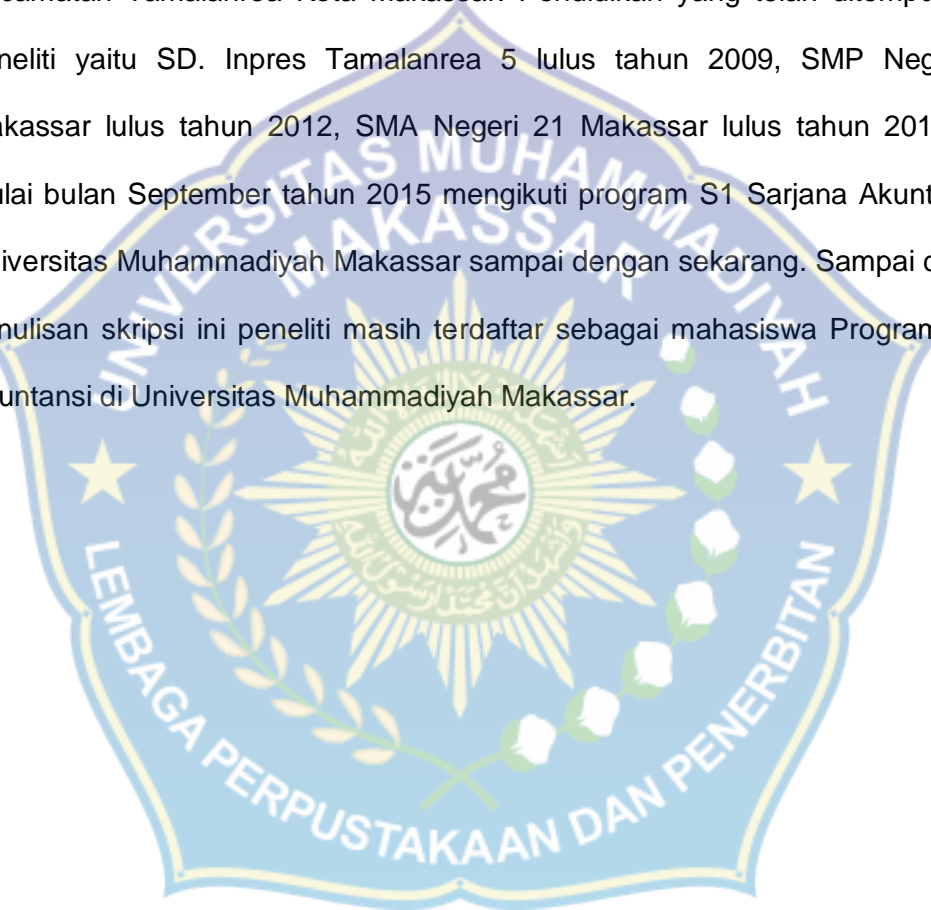 camatan Tamalanrea Kota Makassar. Pendidikan yang telah ditempu
neliti yaitu SD. Inpres Tamalanrea 5 lulus tahun 2009, SMP Neg
akassar lulus tahun 2012, SMA Negeri 21 Makassar lulus tahun 201
ulai bulan September tahun 2015 mengikuti program S1 Sarjana Akunt
iversitas Muhammadiyah Makassar sampai dengan sekarang. Sampai d
nulisan skripsi ini peneliti masih terdaftar sebagai mahasiswa Program
untansi di Universitas Muhammadiyah Makassar.
UNIVERSITAS MUHAMMADIYAH
MAKASSAR
محمدية
LEMBAGA PERPUSTAKAAN DAN PENERBITAN